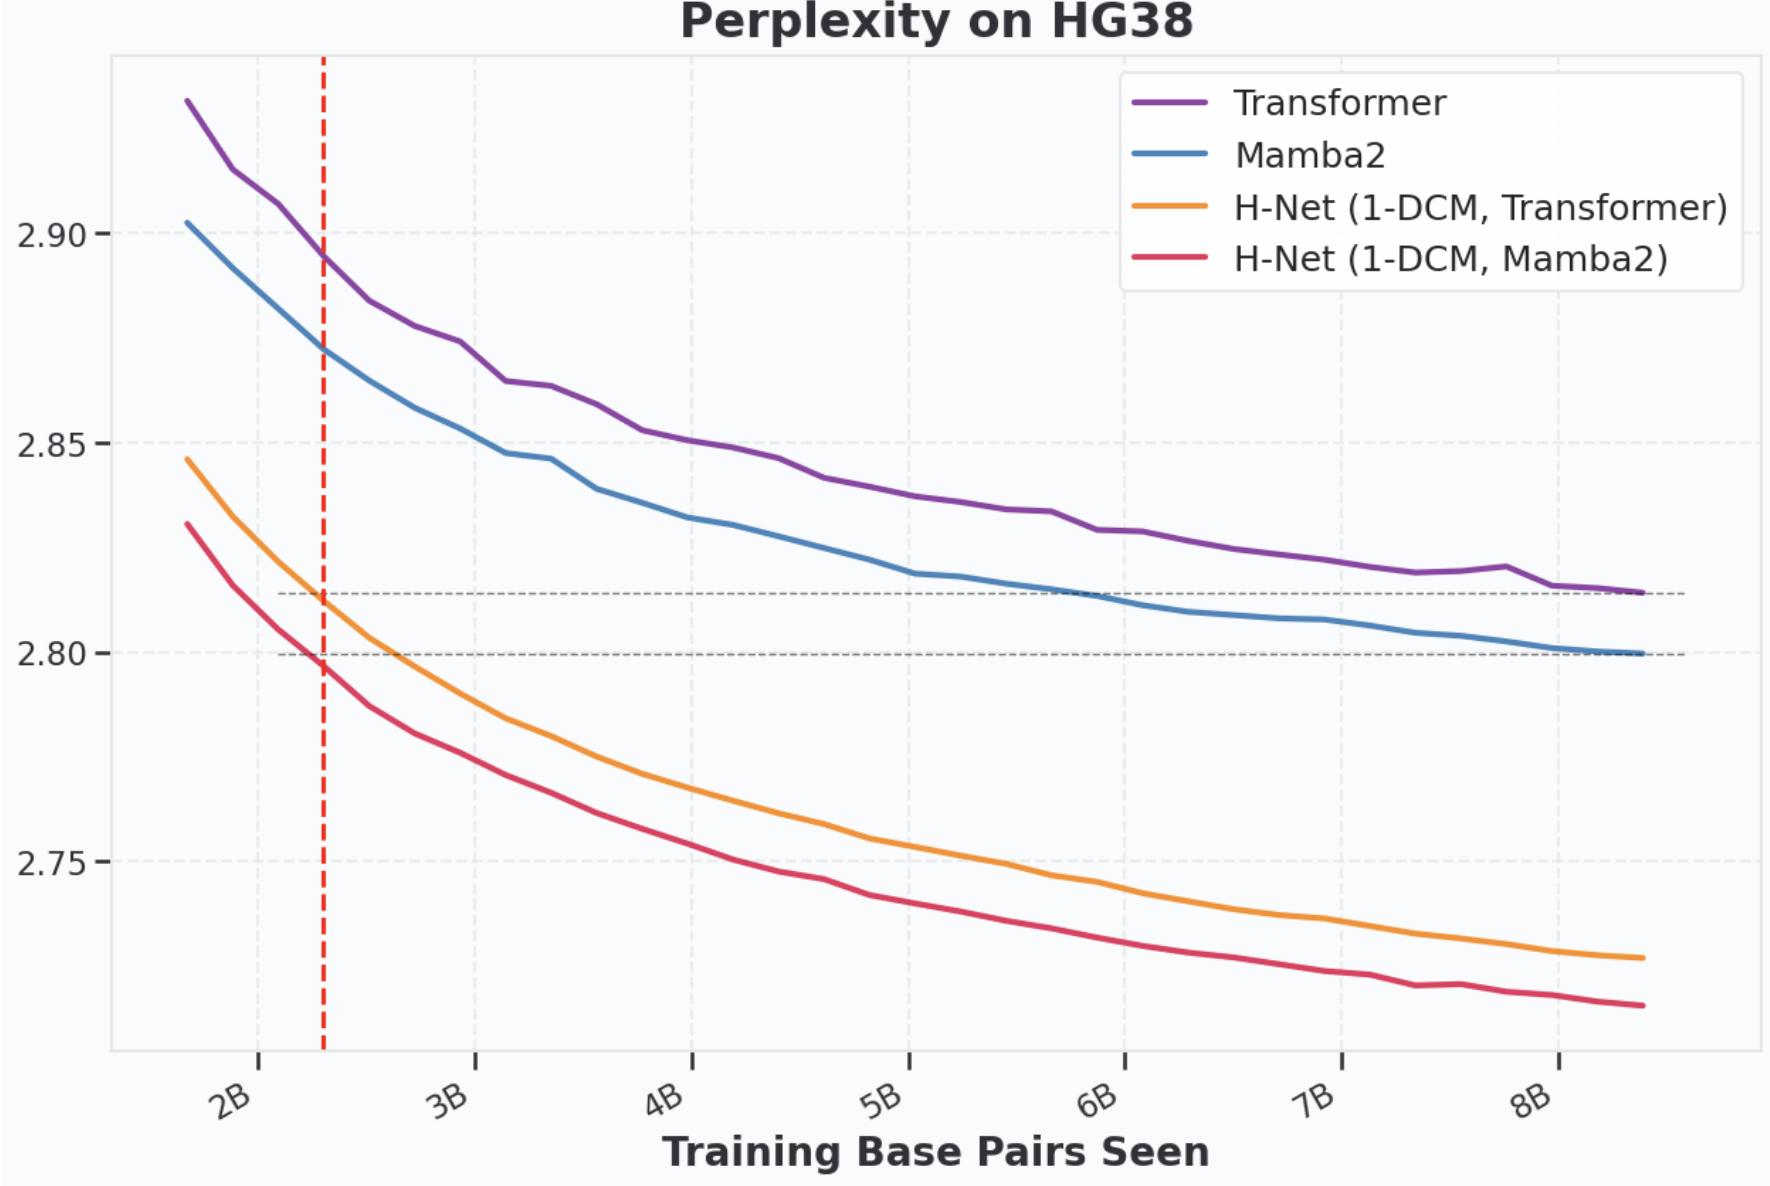 Perplexity on HG38
Transformer
Mamba2
H-Net (1-DCM, Transformer)
H-Net (1-DCM, Mamba2)
2.90
2.85
2.80
2.75
2B
3B
4B
5B
6B
7B
8B
Training Base Pairs Seen